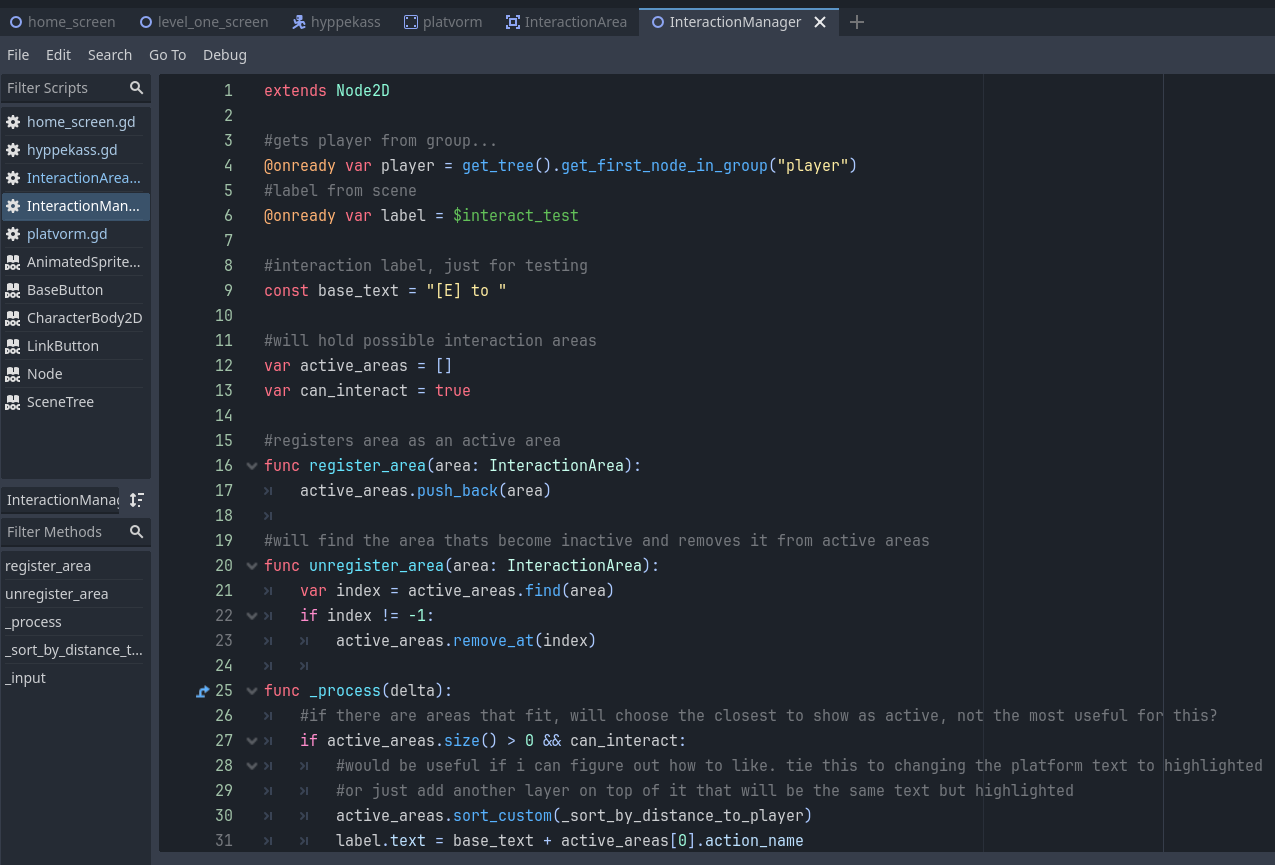 home_screen level_one_screen hyppekass platvorm InteractionArea InteractionManager
File Edit Search Go To Debug
Filter Scripts
home_screen.gd
hyppekass.gd
InteractionArea...
InteractionMan...
platvorm.gd
AnimatedSprite...
BaseButton
CharacterBody2D
LinkButton
Node
SceneTree
InteractionManag
Filter Methods
register_area
unregister_area
_process
_sort_by_distance_t...
_input
1 extends Node2D
2
3 #gets player from group...
4 @onready var player = get_tree().get_first_node_in_group("player")
5 #label from scene
6 @onready var label = $interact_test
7
8 #interaction label, just for testing
9 const base_text = "[E] to "
10
11 #will hold possible interaction areas
12 var active_areas = []
13 var can_interact = true
14
15 #registers area as an active area
16 func register_area(area: InteractionArea):
17 active_areas.push_back(area)
18
19 #will find the area thats become inactive and removes it from active areas
20 func unregister_area(area: InteractionArea):
21 var index = active_areas.find(area)
22 if index != -1:
23 active_areas.remove_at(index)
24
25 func _process(delta):
26 #if there are areas that fit, will choose the closest to show as active, not the most useful for this?
27 if active_areas.size() > 0 && can_interact:
28 #would be useful if i can figure out how to like. tie this to changing the platform text to highlighted
29 #or just add another layer on top of it that will be the same text but highlighted
30 active_areas.sort_custom(_sort_by_distance_to_player)
31 label.text = base_text + active_areas[0].action_name